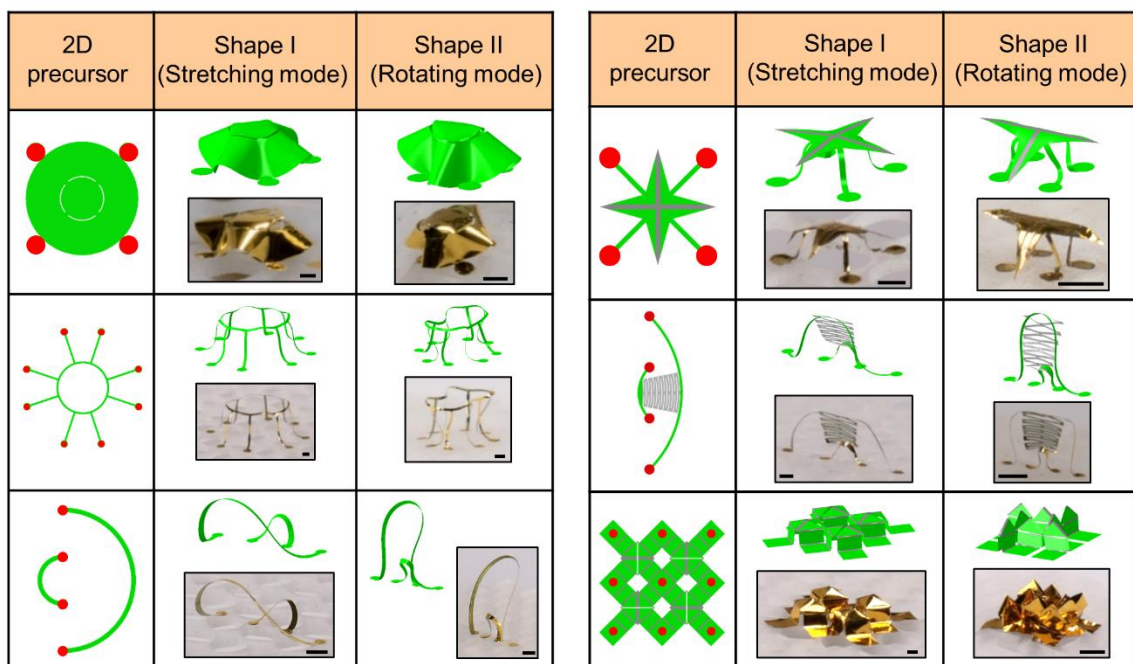 2D
precursor
Shape I
(Stretching mode)
Shape II
(Rotating mode)
2D
precursor
Shape I
(Stretching mode)
Shape II
(Rotating mode)